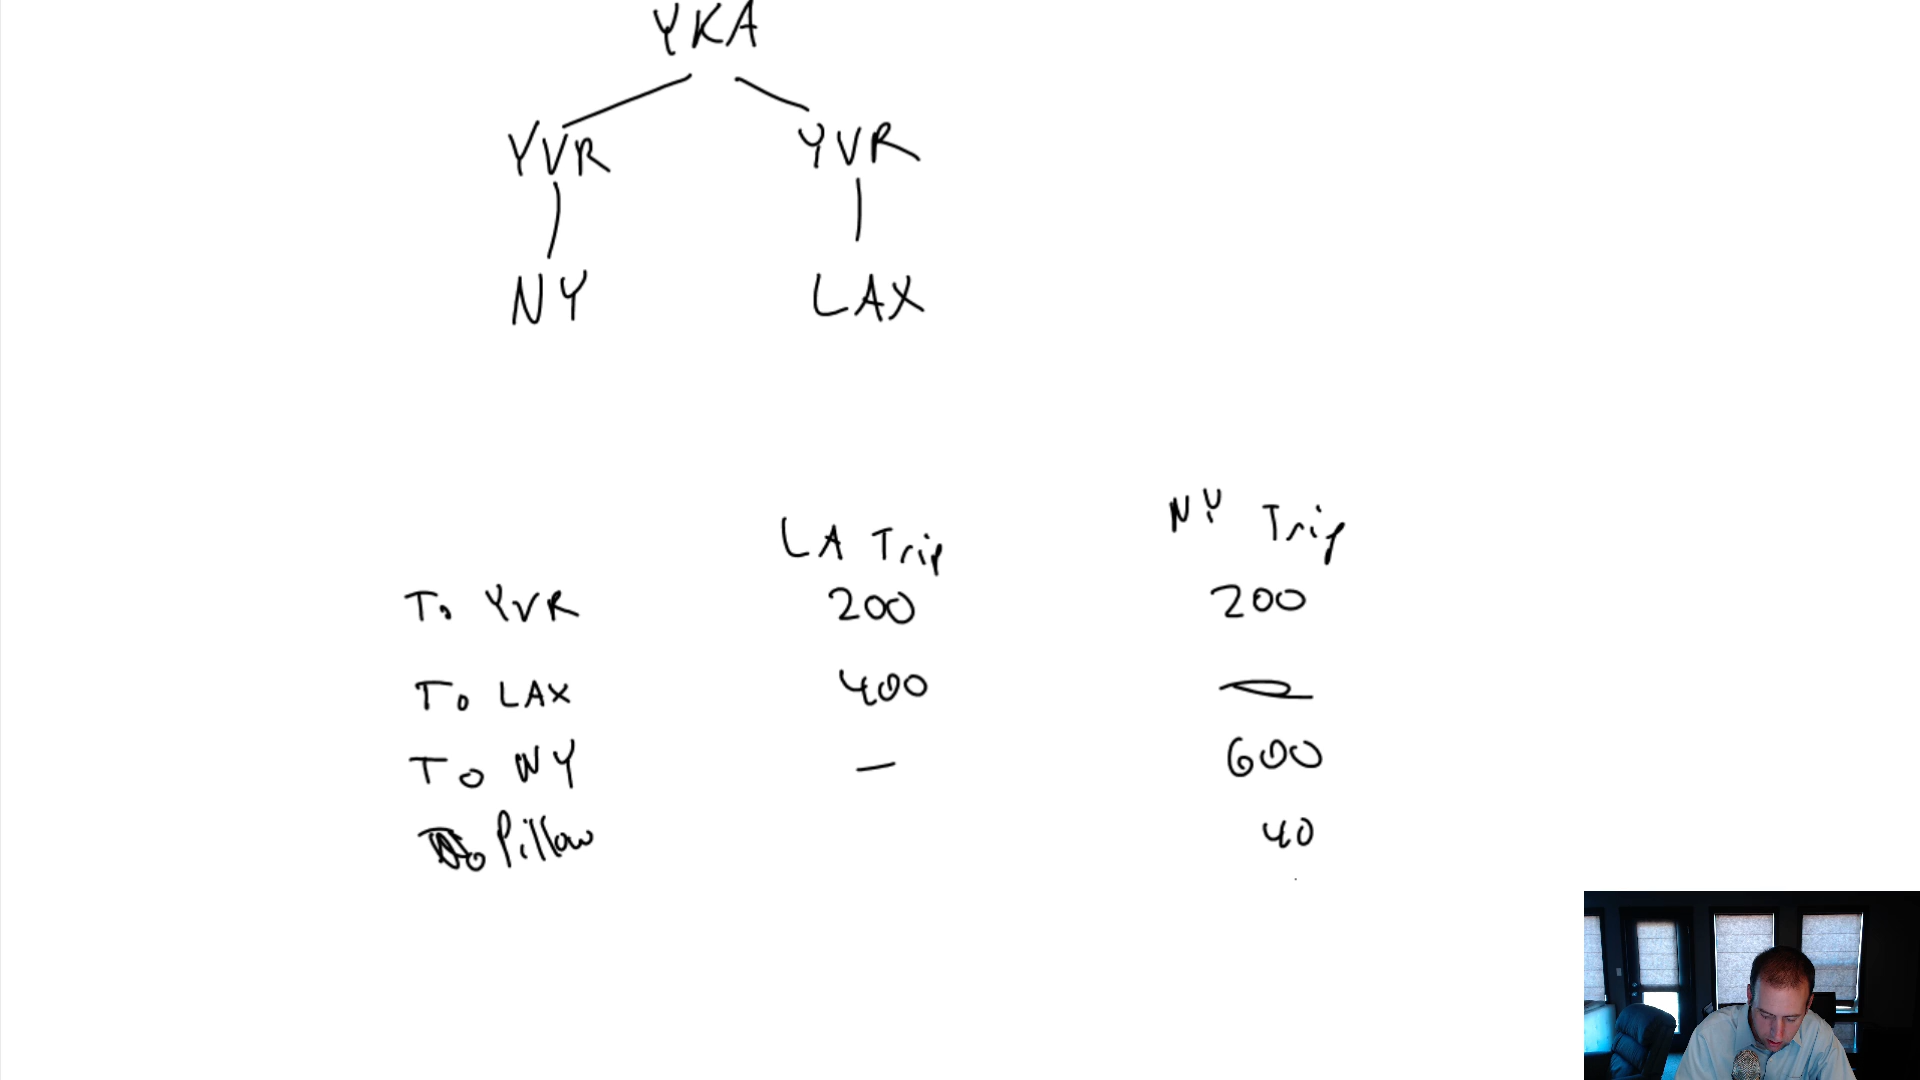 YKA
YVR YVR
NY LAX
LA Trip NY Trip
To YVR 200 200
To LAX 400 —
To NY — 600
Pillow 40